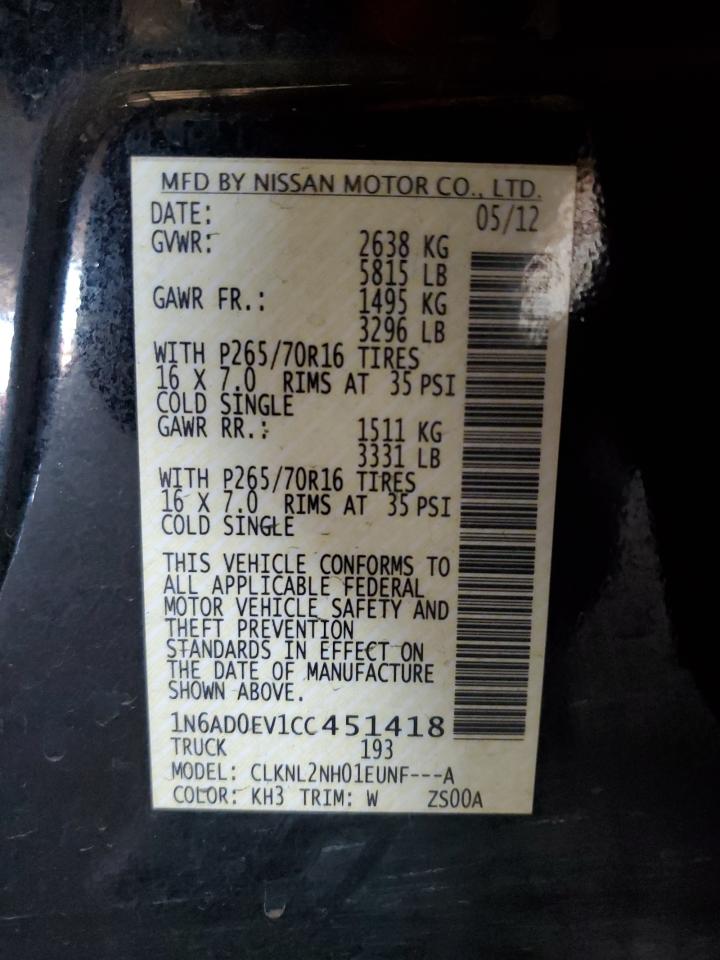 MFD BY NISSAN MOTOR CO., LTD.
DATE: 05/12
GVWR: 2638 KG
5815 LB
GAWR FR.: 1495 KG
3296 LB
WITH P265/70R16 TIRES
16 X 7.0 RIMS AT 35 PSI
COLD SINGLE
GAWR RR.: 1511 KG
3331 LB
WITH P265/70R16 TIRES
16 X 7.0 RIMS AT 35 PSI
COLD SINGLE
THIS VEHICLE CONFORMS TO
ALL APPLICABLE FEDERAL
MOTOR VEHICLE SAFETY AND
THEFT PREVENTION
STANDARDS IN EFFECT ON
THE DATE OF MANUFACTURE
SHOWN ABOVE.
1N6AD0EV1CC451418
TRUCK 193
MODEL: CLKNL2NH01EUNF---A
COLOR: KH3 TRIM: W ZS00A